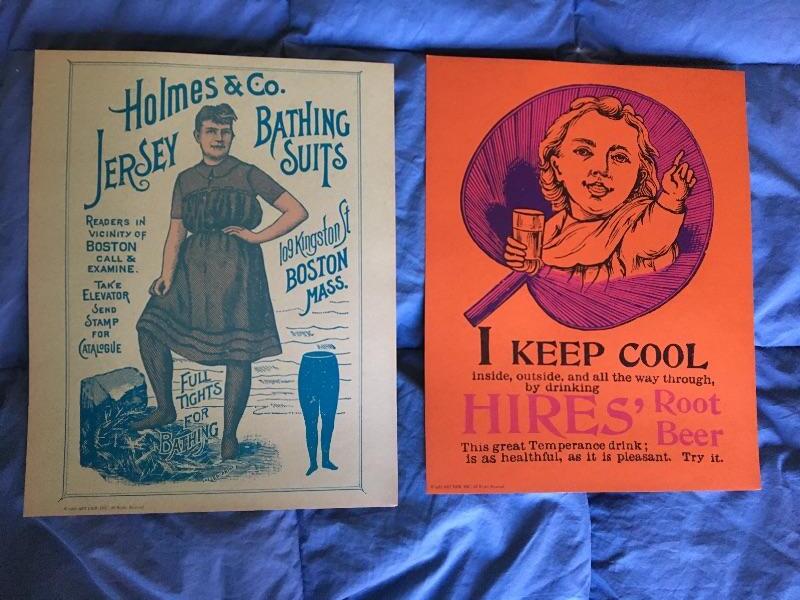 Holmes & Co.
JERSEY
BATHING
SUITS
READERS IN
VICINITY OF
BOSTON
CALL &
EXAMINE.
TAKE
ELEVATOR
SEND
STAMP
FOR
CATALOGUE
109 Kingston St
BOSTON
MASS.
FULL
TIGHTS
FOR
BATHING
I KEEP COOL
inside, outside, and all the way through,
by drinking
HIRES' Root
Beer
This great Temperance drink;
is as healthful, as it is pleasant. Try it.